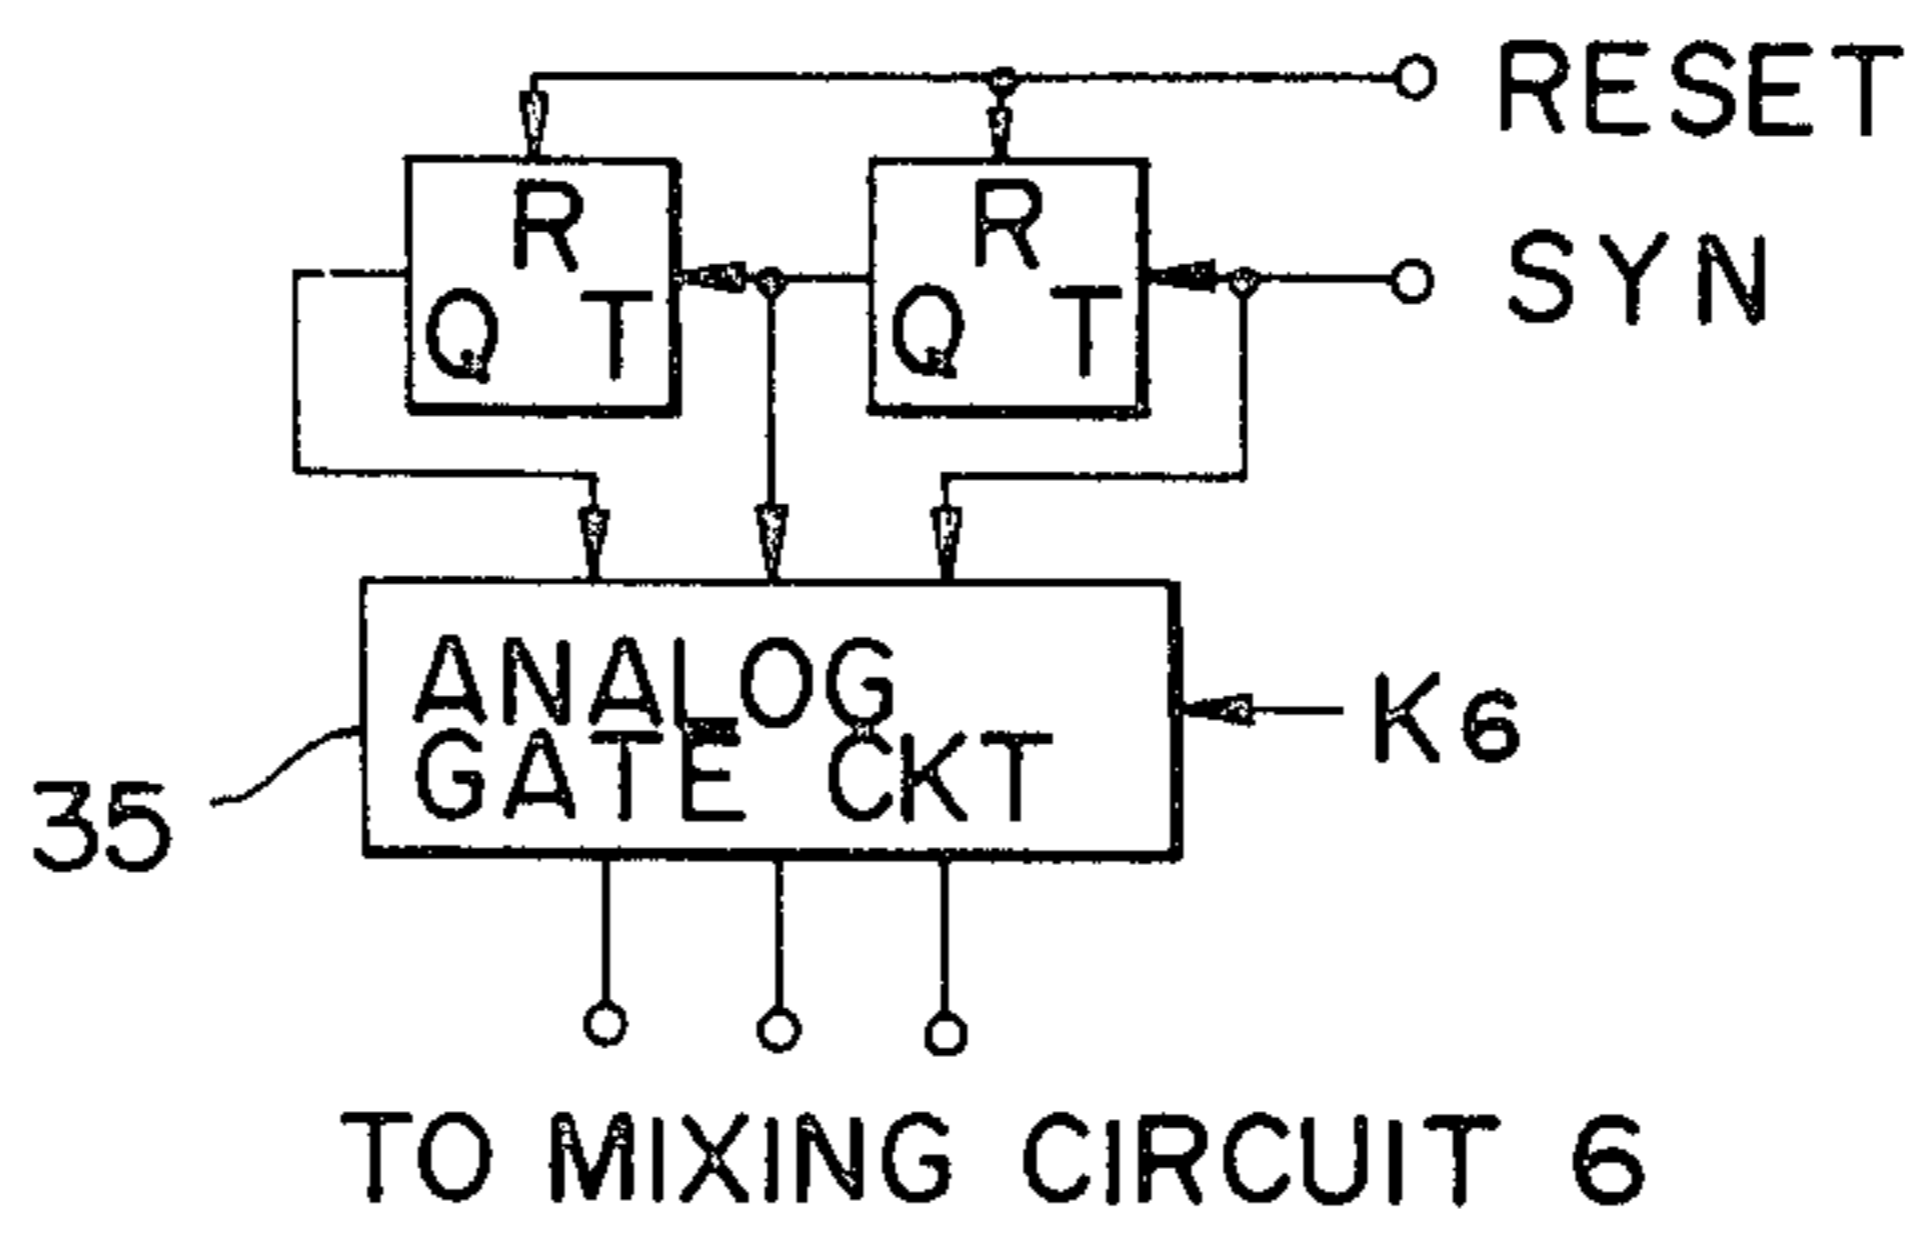 RESET
R R
SYN
Q T Q T
ANALOG
GATE CKT
K6
35
TO MIXING CIRCUIT 6